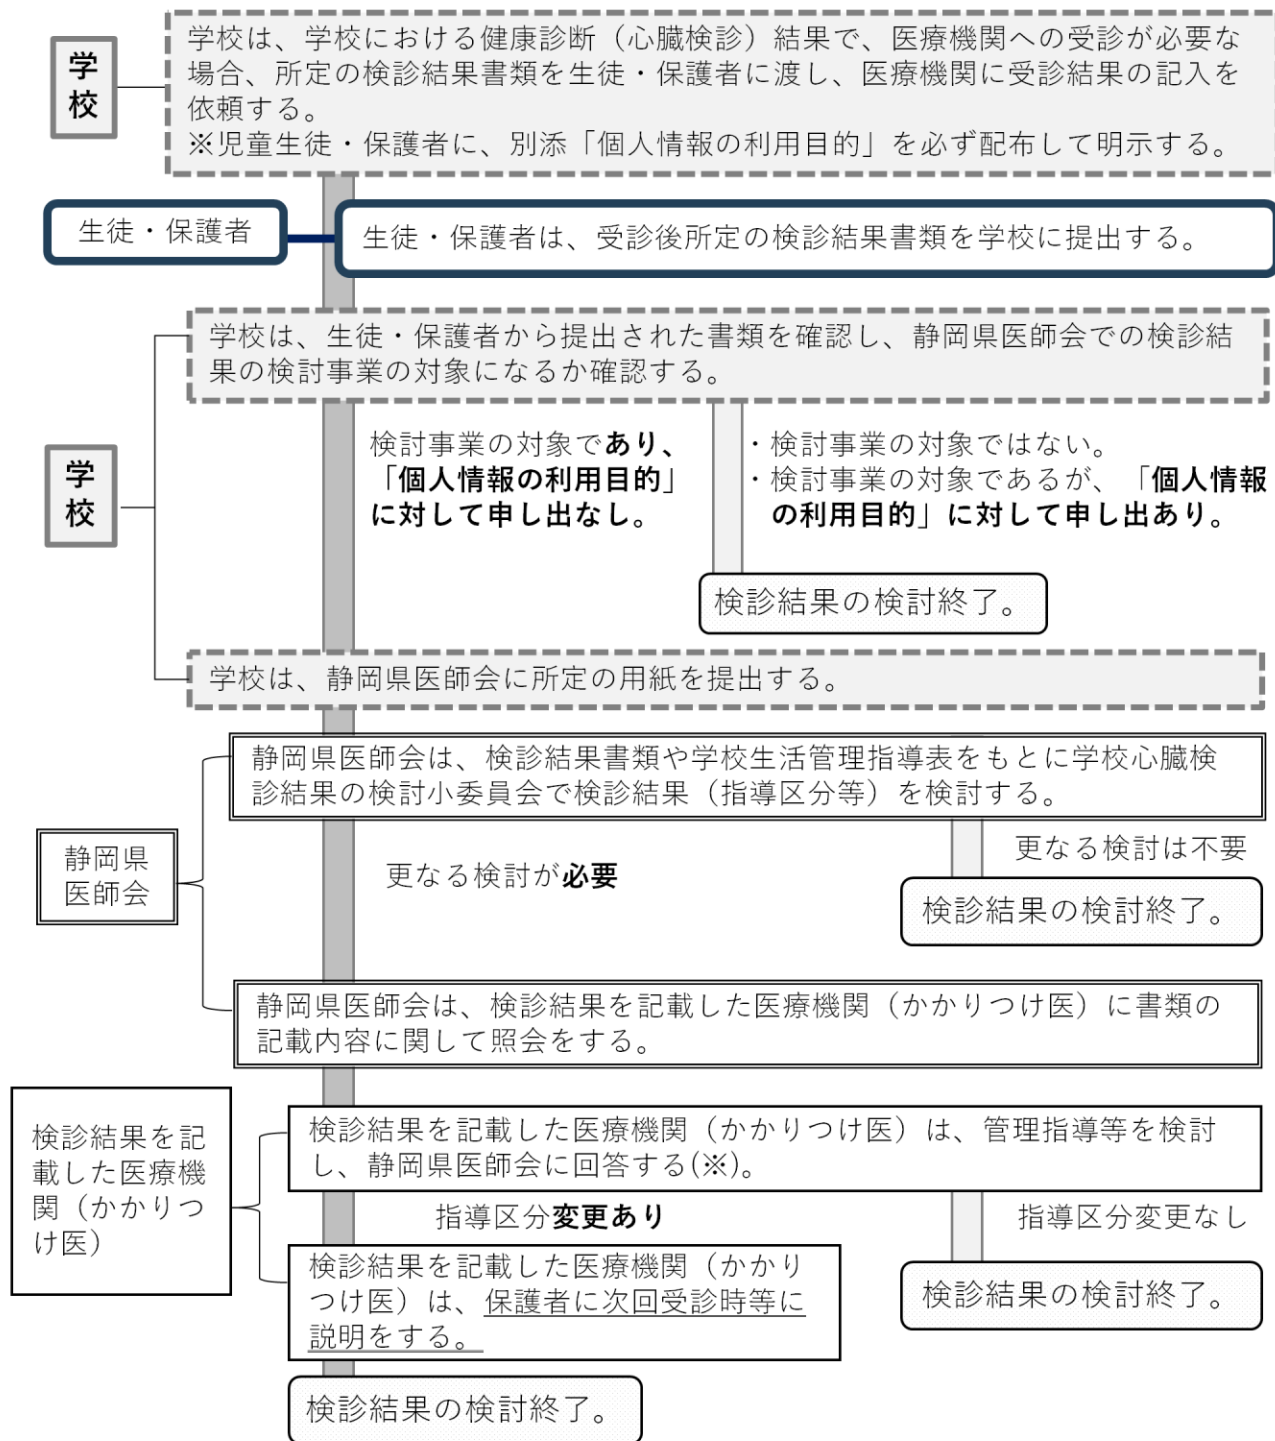 学
校
学校は、学校における健康診断（心臓検診）結果で、医療機関への受診が必要な
場合、所定の検診結果書類を生徒・保護者に渡し、医療機関に受診結果の記入を
依頼する。
※児童生徒・保護者に、別添「個人情報の利用目的」を必ず配布して明示する。
生徒・保護者
生徒・保護者は、受診後所定の検診結果書類を学校に提出する。
学校は、生徒・保護者から提出された書類を確認し、静岡県医師会での検診結
果の検討事業の対象になるか確認する。
学
校
検討事業の対象であり、
「個人情報の利用目的」
に対して申し出なし。
・検討事業の対象ではない。
・検討事業の対象であるが、「個人情報
の利用目的」に対して申し出あり。
検診結果の検討終了。
学校は、静岡県医師会に所定の用紙を提出する。
静岡県
医師会
静岡県医師会は、検診結果書類や学校生活管理指導表をもとに学校心臓検
診結果の検討小委員会で検診結果（指導区分等）を検討する。
更なる検討が必要
更なる検討は不要
検診結果の検討終了。
静岡県医師会は、検診結果を記載した医療機関（かかりつけ医）に書類の
記載内容に関して照会をする。
検診結果を記
載した医療機
関（かかりつ
け医）
検診結果を記載した医療機関（かかりつけ医）は、管理指導等を検討
し、静岡県医師会に回答する(※)。
指導区分変更あり
指導区分変更なし
検診結果を記載した医療機関（かかり
つけ医）は、保護者に次回受診時等に
説明をする。
検診結果の検討終了。
検診結果の検討終了。